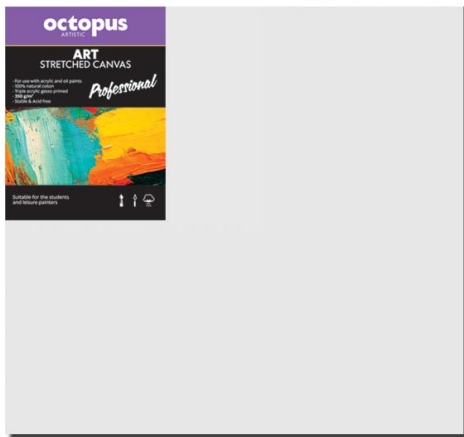 octopus
ARTISTIC
ART
STRETCHED CANVAS
- For use with acrylic and oil paints
- 100% natural cotton
- Triple acrylic gesso primed
- 350 g/m²
- Stable & Acid free
Professional
Suitable for the students
and leisure painters